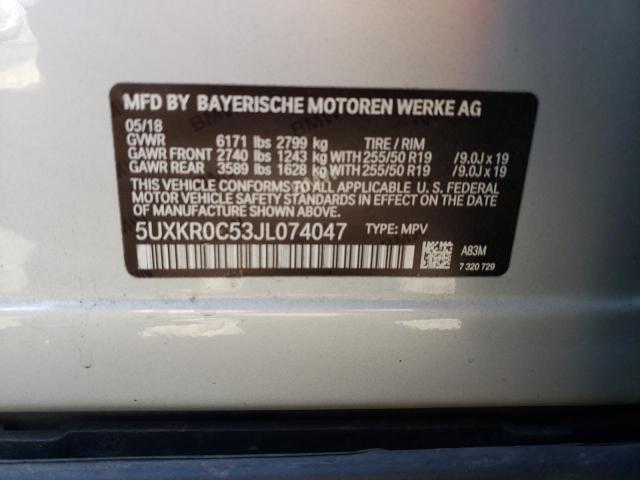 MFD BY BAYERISCHE MOTOREN WERKE AG
05/18
GVWR 6171 lbs 2799 kg TIRE / RIM
GAWR FRONT 2740 lbs 1243 kg WITH 255/50 R19 /9.0J x 19
GAWR REAR 3589 lbs 1628 kg WITH 255/50 R19 /9.0J x 19
THIS VEHICLE CONFORMS TO ALL APPLICABLE U. S. FEDERAL
MOTOR VEHICLE SAFETY STANDARDS IN EFFECT ON THE
DATE OF MANUFACTURE SHOWN ABOVE.
5UXKR0C53JL074047 TYPE: MPV
A83M
7 320 729